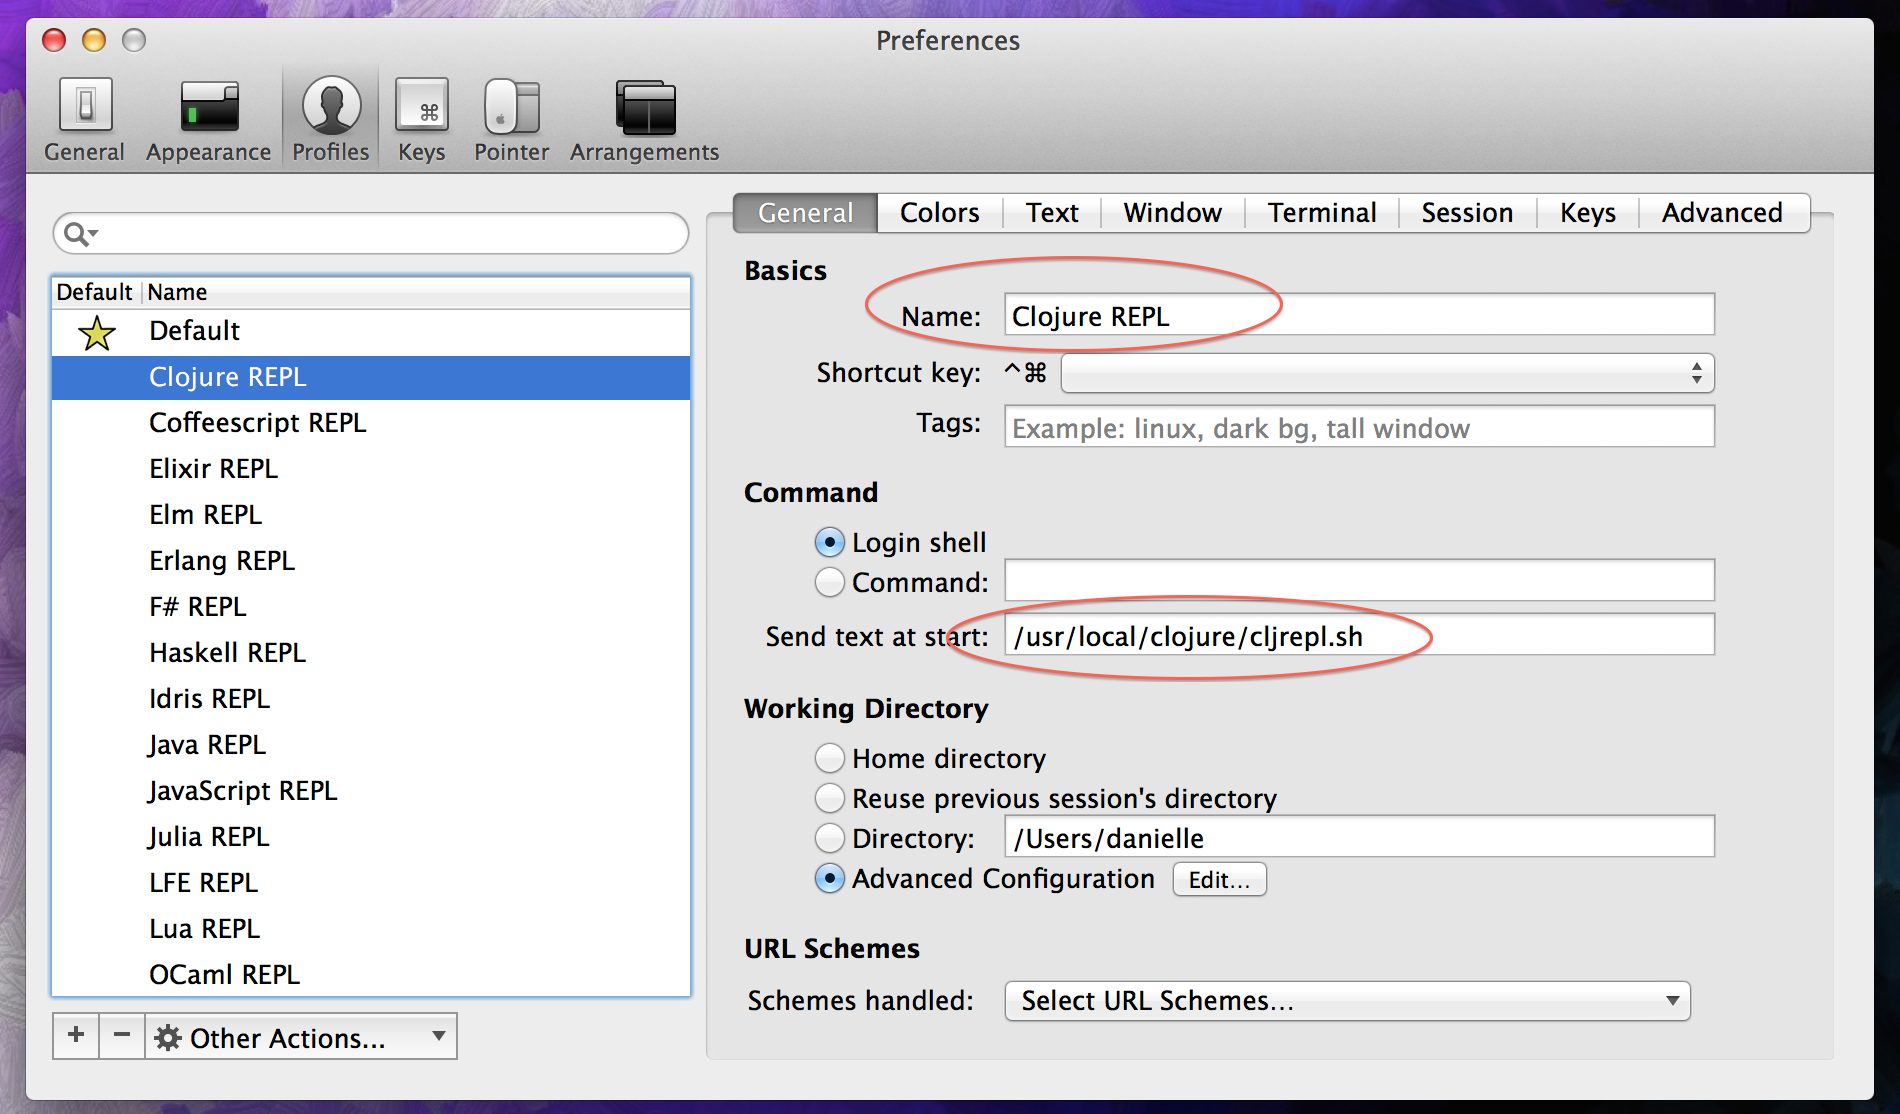 Preferences
General Appearance Profiles Keys Pointer Arrangements
Default Name
Default
Clojure REPL
Coffeescript REPL
Elixir REPL
Elm REPL
Erlang REPL
F# REPL
Haskell REPL
Idris REPL
Java REPL
JavaScript REPL
Julia REPL
LFE REPL
Lua REPL
OCaml REPL
+ − Other Actions...
General Colors Text Window Terminal Session Keys Advanced
Basics
Name: Clojure REPL
Shortcut key: ^⌘
Tags: Example: linux, dark bg, tall window
Command
Login shell
Command:
Send text at start: /usr/local/clojure/cljrepl.sh
Working Directory
Home directory
Reuse previous session's directory
Directory: /Users/danielle
Advanced Configuration Edit...
URL Schemes
Schemes handled: Select URL Schemes...